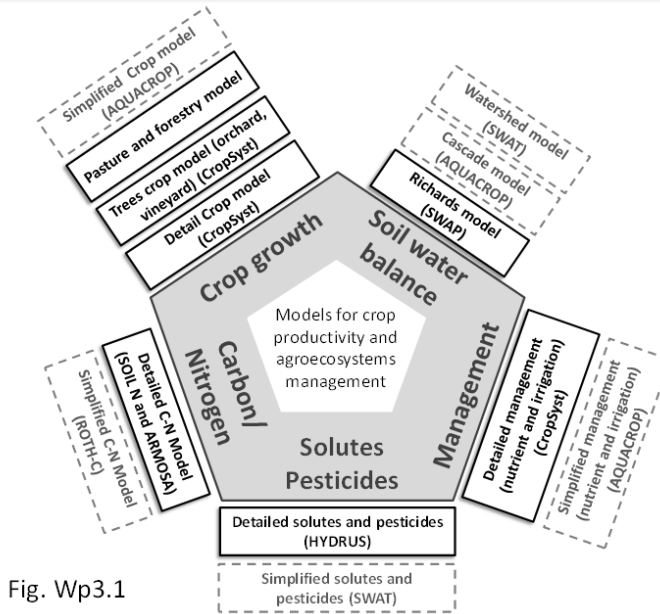 Simplified Crop model
(AQUACROP)
Pasture and forestry model
Trees crop model (orchard,
vineyard) (CropSyst)
Detail Crop model
(CropSyst)
Watershed model
(SWAT)
Cascade model
(AQUACROP)
Richards model
(SWAP)
Crop growth
Soil water
balance
Carbon/
Nitrogen
Models for crop
productivity and
agroecosystems
management
Management
Solutes
Pesticides
Simplified C-N Model
(ROTH-C)
Detailed C-N Model
(SOIL N and ARMOSA)
Detailed management
(nutrient and irrigation)
(CropSyst)
Simplified management
(nutrient and irrigation)
(AQUACROP)
Detailed solutes and pesticides
(HYDRUS)
Simplified solutes and
pesticides (SWAT)
Fig. Wp3.1